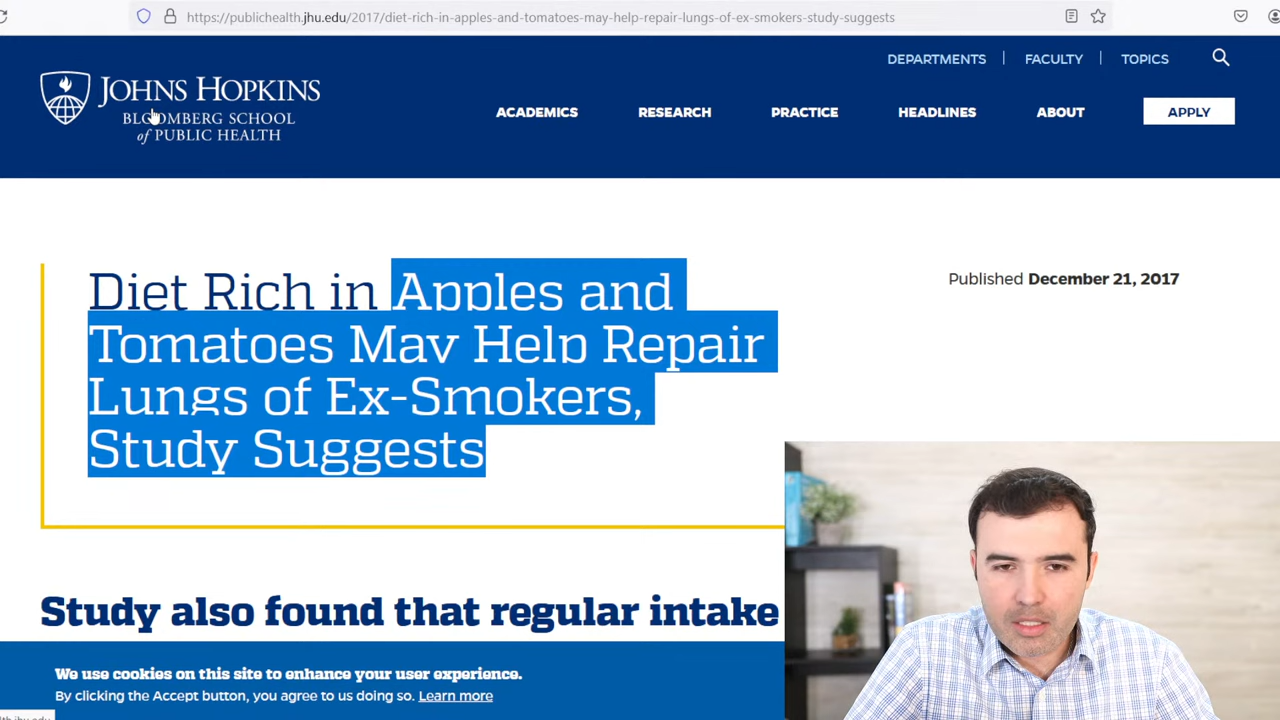 https://publichealth.jhu.edu/2017/diet-rich-in-apples-and-tomatoes-may-help-repair-lungs-of-ex-smokers-study-suggests
DEPARTMENTS | FACULTY | TOPICS
JOHNS HOPKINS
BLOOMBERG SCHOOL
of PUBLIC HEALTH
ACADEMICS RESEARCH PRACTICE HEADLINES ABOUT APPLY
Diet Rich in Apples and
Tomatoes May Help Repair
Lungs of Ex-Smokers,
Study Suggests
Published December 21, 2017
Study also found that regular intake
We use cookies on this site to enhance your user experience.
By clicking the Accept button, you agree to us doing so. Learn more